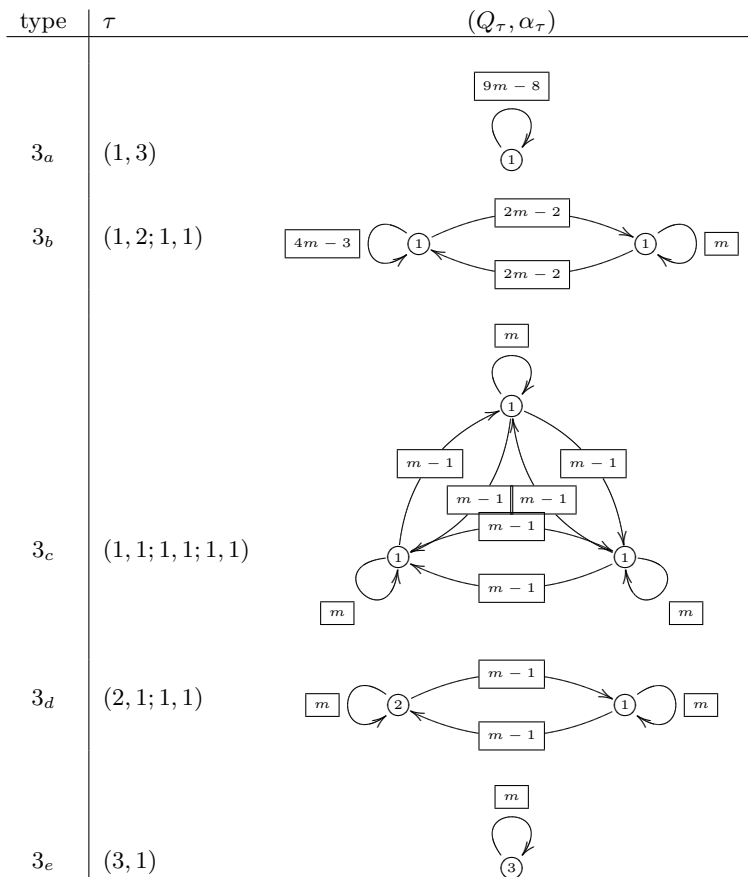 type τ (Q_τ, α_τ)
9m − 8
3_a (1, 3) 1
2m − 2
3_b (1, 2; 1, 1) 4m − 3 1 1 m
2m − 2
m
1
m − 1 m − 1
m − 1 m − 1
m − 1
3_c (1, 1; 1, 1; 1, 1) 1 1
m − 1
m m
m − 1
3_d (2, 1; 1, 1) m 2 1 m
m − 1
m
3_e (3, 1) 3